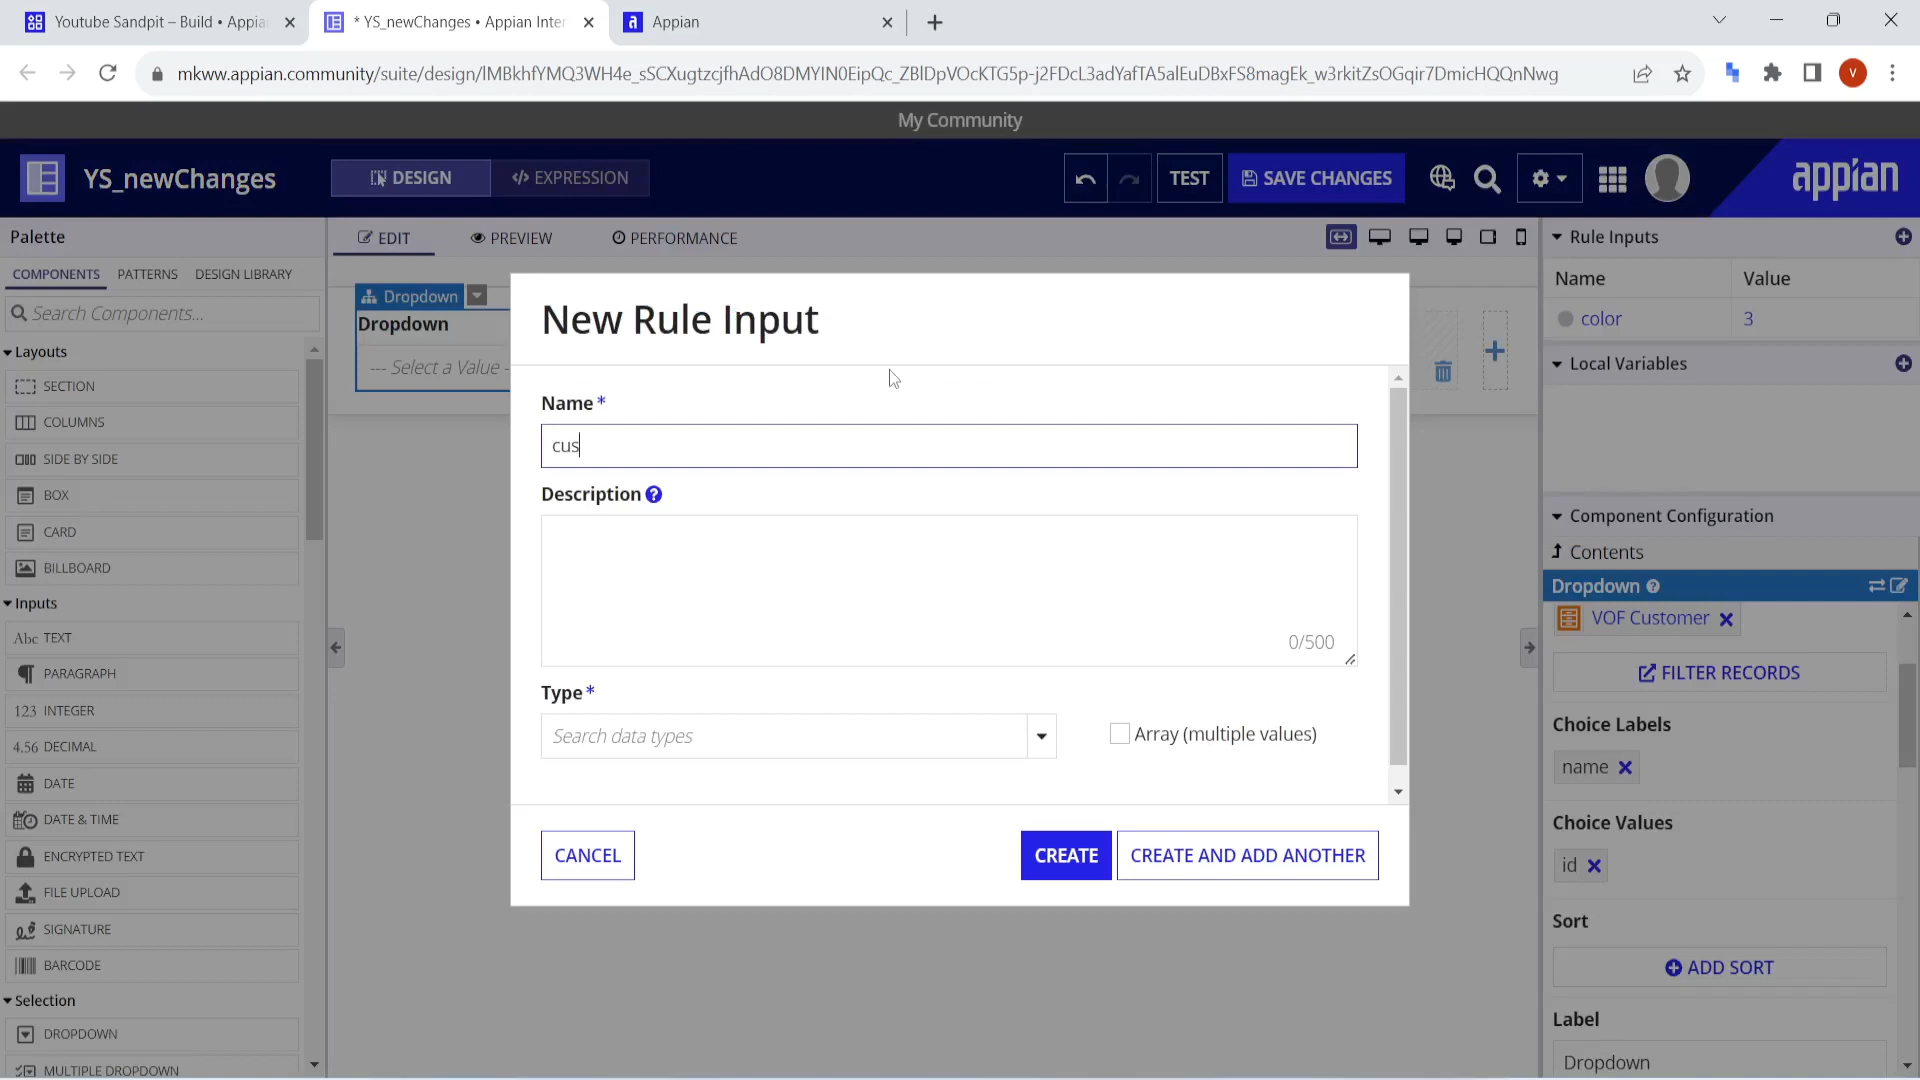 Youtube Sandpit – Build • Appia
* YS_newChanges • Appian Inter
Appian
mkww.appian.community/suite/design/lMBkhfYMQ3WH4e_sSCXugtzcjfhAdO8DMYIN0EipQc_ZBlDpVOcKTG5p-j2FDcL3adYafTA5alEuDBxFS8magEk_w3rkitZsOGqir7DmicHQQnNwg
V
My Community
YS_newChanges
DESIGN
EXPRESSION
TEST
SAVE CHANGES
appian
Palette
EDIT
PREVIEW
PERFORMANCE
COMPONENTS
PATTERNS
DESIGN LIBRARY
Search Components...
Layouts
SECTION
COLUMNS
SIDE BY SIDE
BOX
CARD
BILLBOARD
Inputs
Abc TEXT
PARAGRAPH
123 INTEGER
4.56 DECIMAL
DATE
DATE & TIME
ENCRYPTED TEXT
FILE UPLOAD
SIGNATURE
BARCODE
Selection
DROPDOWN
MULTIPLE DROPDOWN
Dropdown
Dropdown
--- Select a Value -
New Rule Input
Name *
cus
Description
0/500
Type *
Search data types
Array (multiple values)
CANCEL
CREATE
CREATE AND ADD ANOTHER
Rule Inputs
Name
Value
color
3
Local Variables
Component Configuration
Contents
Dropdown
VOF Customer
FILTER RECORDS
Choice Labels
name
Choice Values
id
Sort
ADD SORT
Label
Dropdown